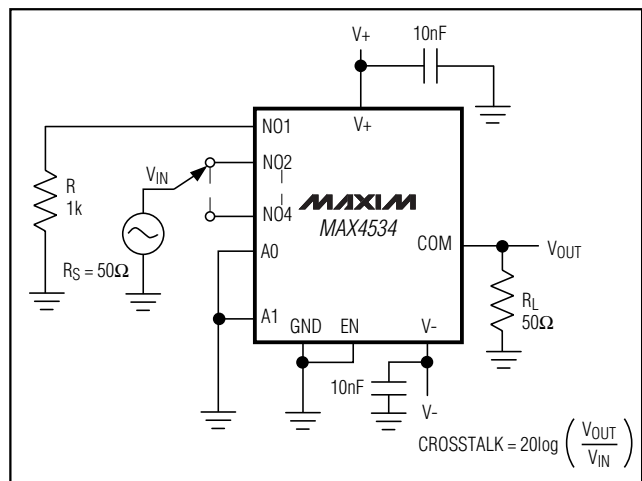 V+
10nF
V+
NO1
NO2
VIN
R
1k
NO4
MAXIM
MAX4534
A0
COM
VOUT
RS = 50Ω
A1
GND
EN
V-
RL
50Ω
10nF
V-
CROSSTALK = 20log ( VOUT / VIN )